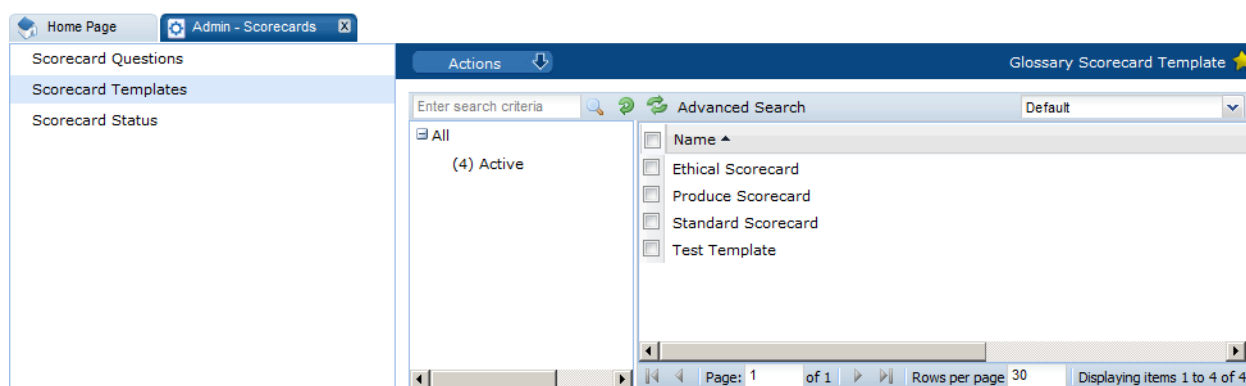 Home Page
Admin - Scorecards
Scorecard Questions
Scorecard Templates
Scorecard Status
Actions
Glossary Scorecard Template
Enter search criteria
Advanced Search
Default
All
(4) Active
Name
Ethical Scorecard
Produce Scorecard
Standard Scorecard
Test Template
Page: 1 of 1
Rows per page 30
Displaying items 1 to 4 of 4